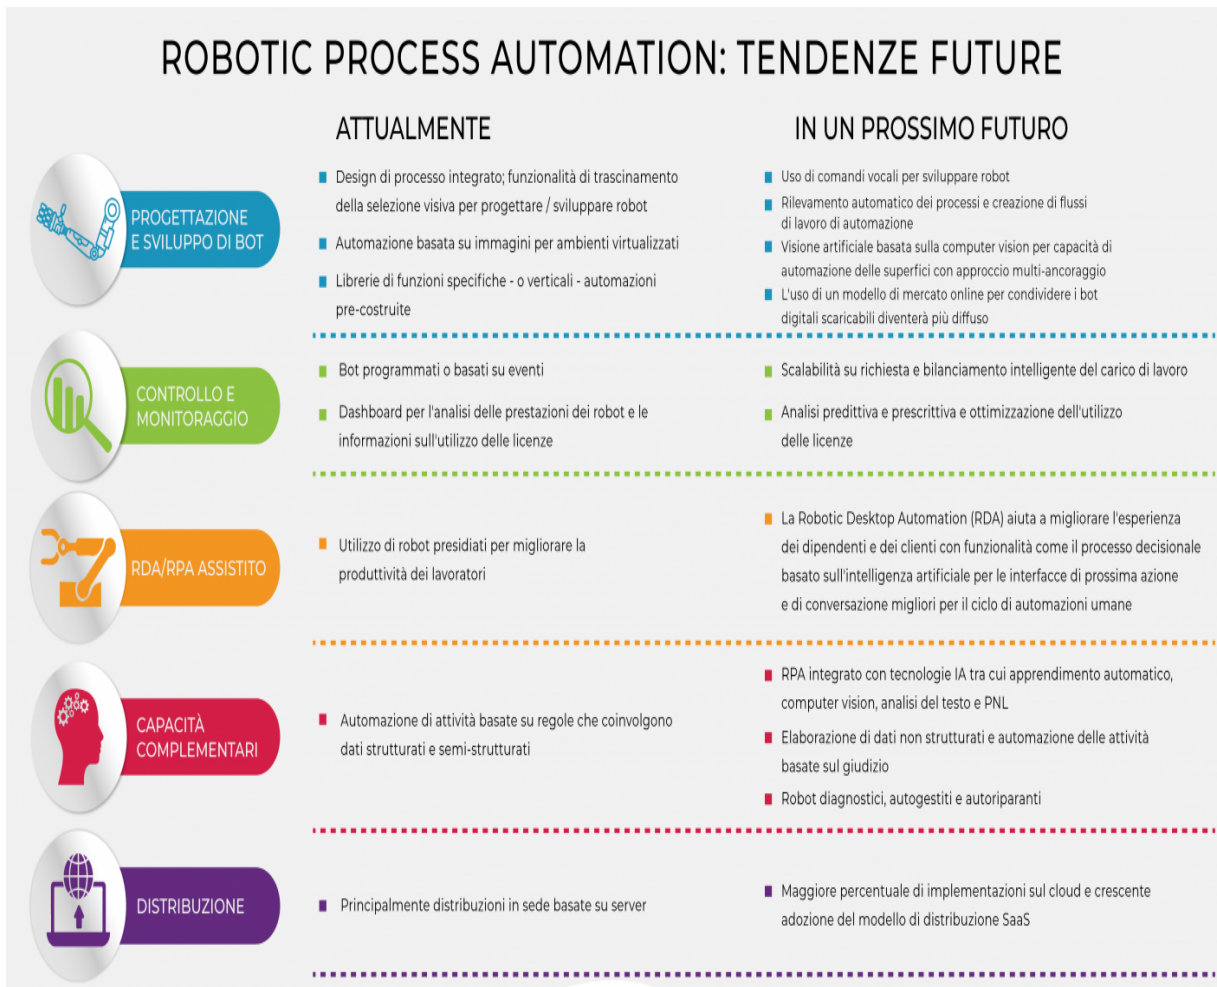 ROBOTIC PROCESS AUTOMATION: TENDENZE FUTURE
ATTUALMENTE
IN UN PROSSIMO FUTURO
PROGETTAZIONE
E SVILUPPO DI BOT
Design di processo integrato; funzionalità di trascinamento
della selezione visiva per progettare / sviluppare robot
Automazione basata su immagini per ambienti virtualizzati
Librerie di funzioni specifiche - o verticali - automazioni
pre-costruite
Uso di comandi vocali per sviluppare robot
Rilevamento automatico dei processi e creazione di flussi
di lavoro di automazione
Visione artificiale basata sulla computer vision per capacità di
automazione delle superfici con approccio multi-ancoraggio
L'uso di un modello di mercato online per condividere i bot
digitali scaricabili diventerà più diffuso
CONTROLLO E
MONITORAGGIO
Bot programmati o basati su eventi
Dashboard per l'analisi delle prestazioni dei robot e le
informazioni sull'utilizzo delle licenze
Scalabilità su richiesta e bilanciamento intelligente del carico di lavoro
Analisi predittiva e prescrittiva e ottimizzazione dell'utilizzo
delle licenze
RDA/RPA ASSISTITO
Utilizzo di robot presidiati per migliorare la
produttività dei lavoratori
La Robotic Desktop Automation (RDA) aiuta a migliorare l'esperienza
dei dipendenti e dei clienti con funzionalità come il processo decisionale
basato sull'intelligenza artificiale per le interfacce di prossima azione
e di conversazione migliori per il ciclo di automazioni umane
CAPACITÀ
COMPLEMENTARI
Automazione di attività basate su regole che coinvolgono
dati strutturati e semi-strutturati
RPA integrato con tecnologie IA tra cui apprendimento automatico,
computer vision, analisi del testo e PNL
Elaborazione di dati non strutturati e automazione delle attività
basate sul giudizio
Robot diagnostici, autogestiti e autoriparanti
DISTRIBUZIONE
Principalmente distribuzioni in sede basate su server
Maggiore percentuale di implementazioni sul cloud e crescente
adozione del modello di distribuzione SaaS